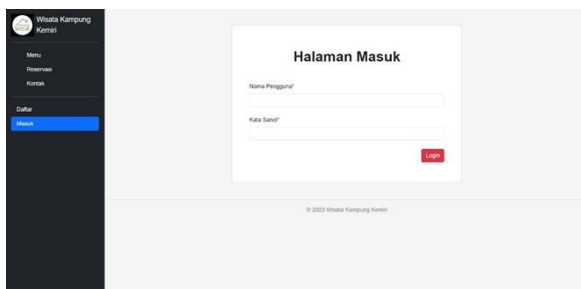 Wisata Kampung
Kemiri
Menu
Reservasi
Kontak
Daftar
Masuk
Halaman Masuk
Nama Pengguna*
Kata Sandi*
Login
© 2023 Wisata Kampung Kemiri